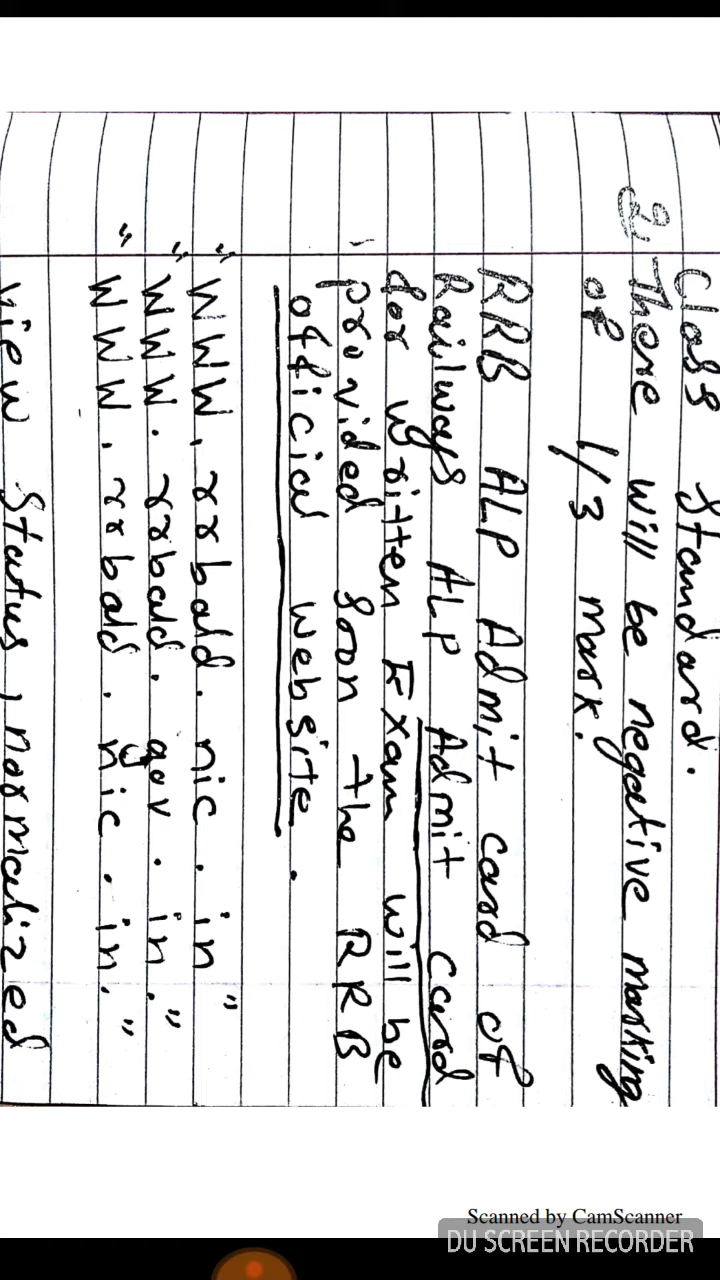 Class standard.
2, There will be negative marking
of 1/3 mark.
RRB ALP Admit card of
Railways ALP Admit card
for written Exam will be
provided soon the RRB
official website.
"WWW.rrbald.nic.in"
"WWW.rrbald.gov.in."
"WWW.rrbald.nic.in."
view status, normalized
Scanned by CamScanner
DU SCREEN RECORDER